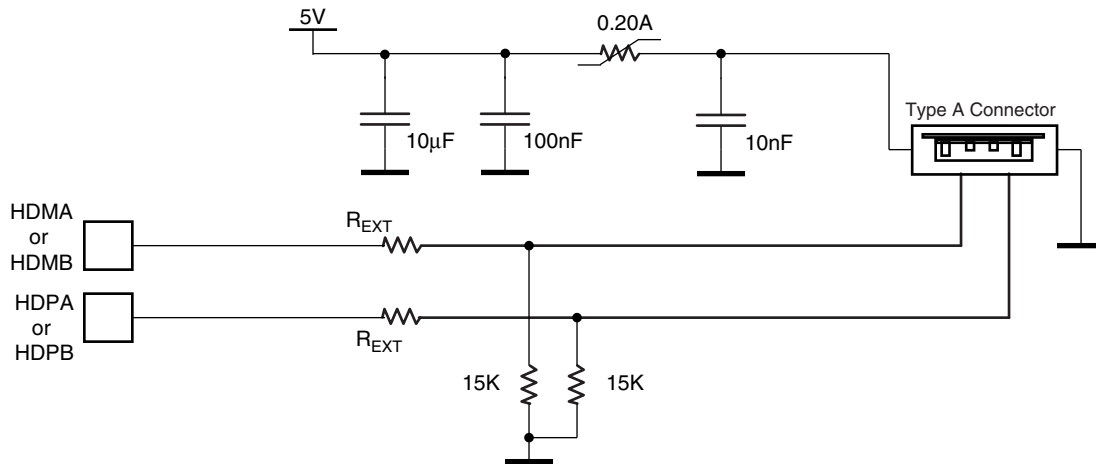 5V
0.20A
10μF
100nF
10nF
Type A Connector
HDMA
or
HDMB
R_EXT
HDPA
or
HDPB
R_EXT
15K
15K